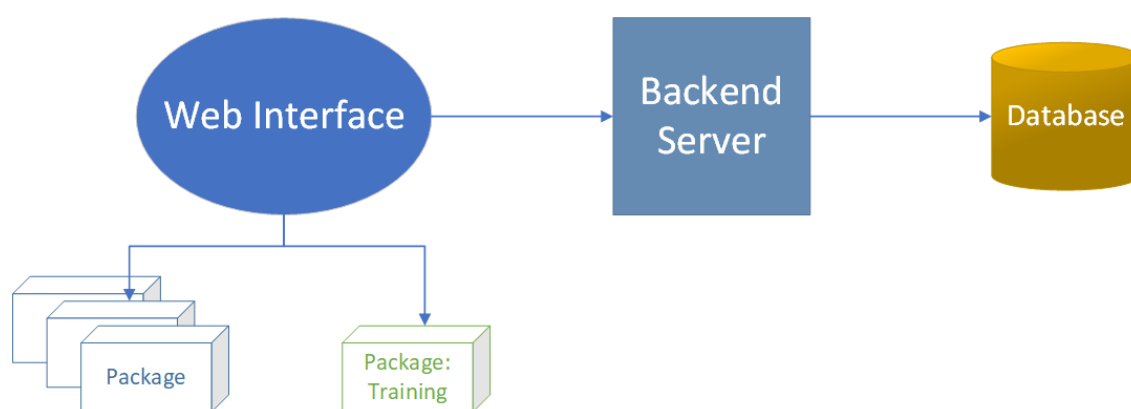 Web Interface
Backend
Server
Database
Package
Package:
Training